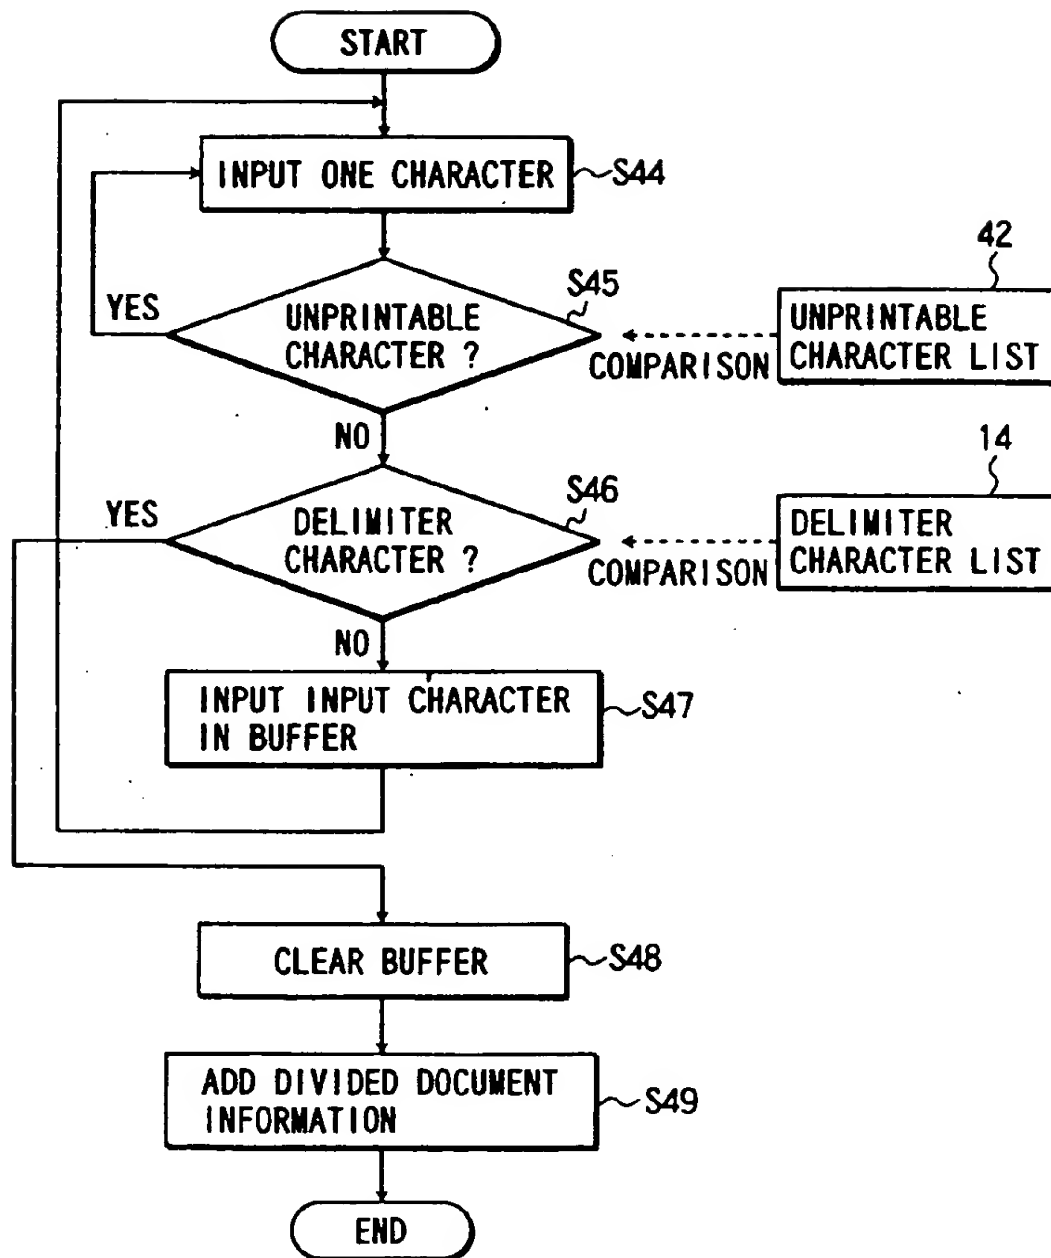 START
INPUT ONE CHARACTER
S44
42
YES
UNPRINTABLE
CHARACTER ?
S45
COMPARISON
UNPRINTABLE
CHARACTER LIST
NO
14
YES
DELIMITER
CHARACTER ?
S46
COMPARISON
DELIMITER
CHARACTER LIST
NO
INPUT INPUT CHARACTER
IN BUFFER
S47
CLEAR BUFFER
S48
ADD DIVIDED DOCUMENT
INFORMATION
S49
END